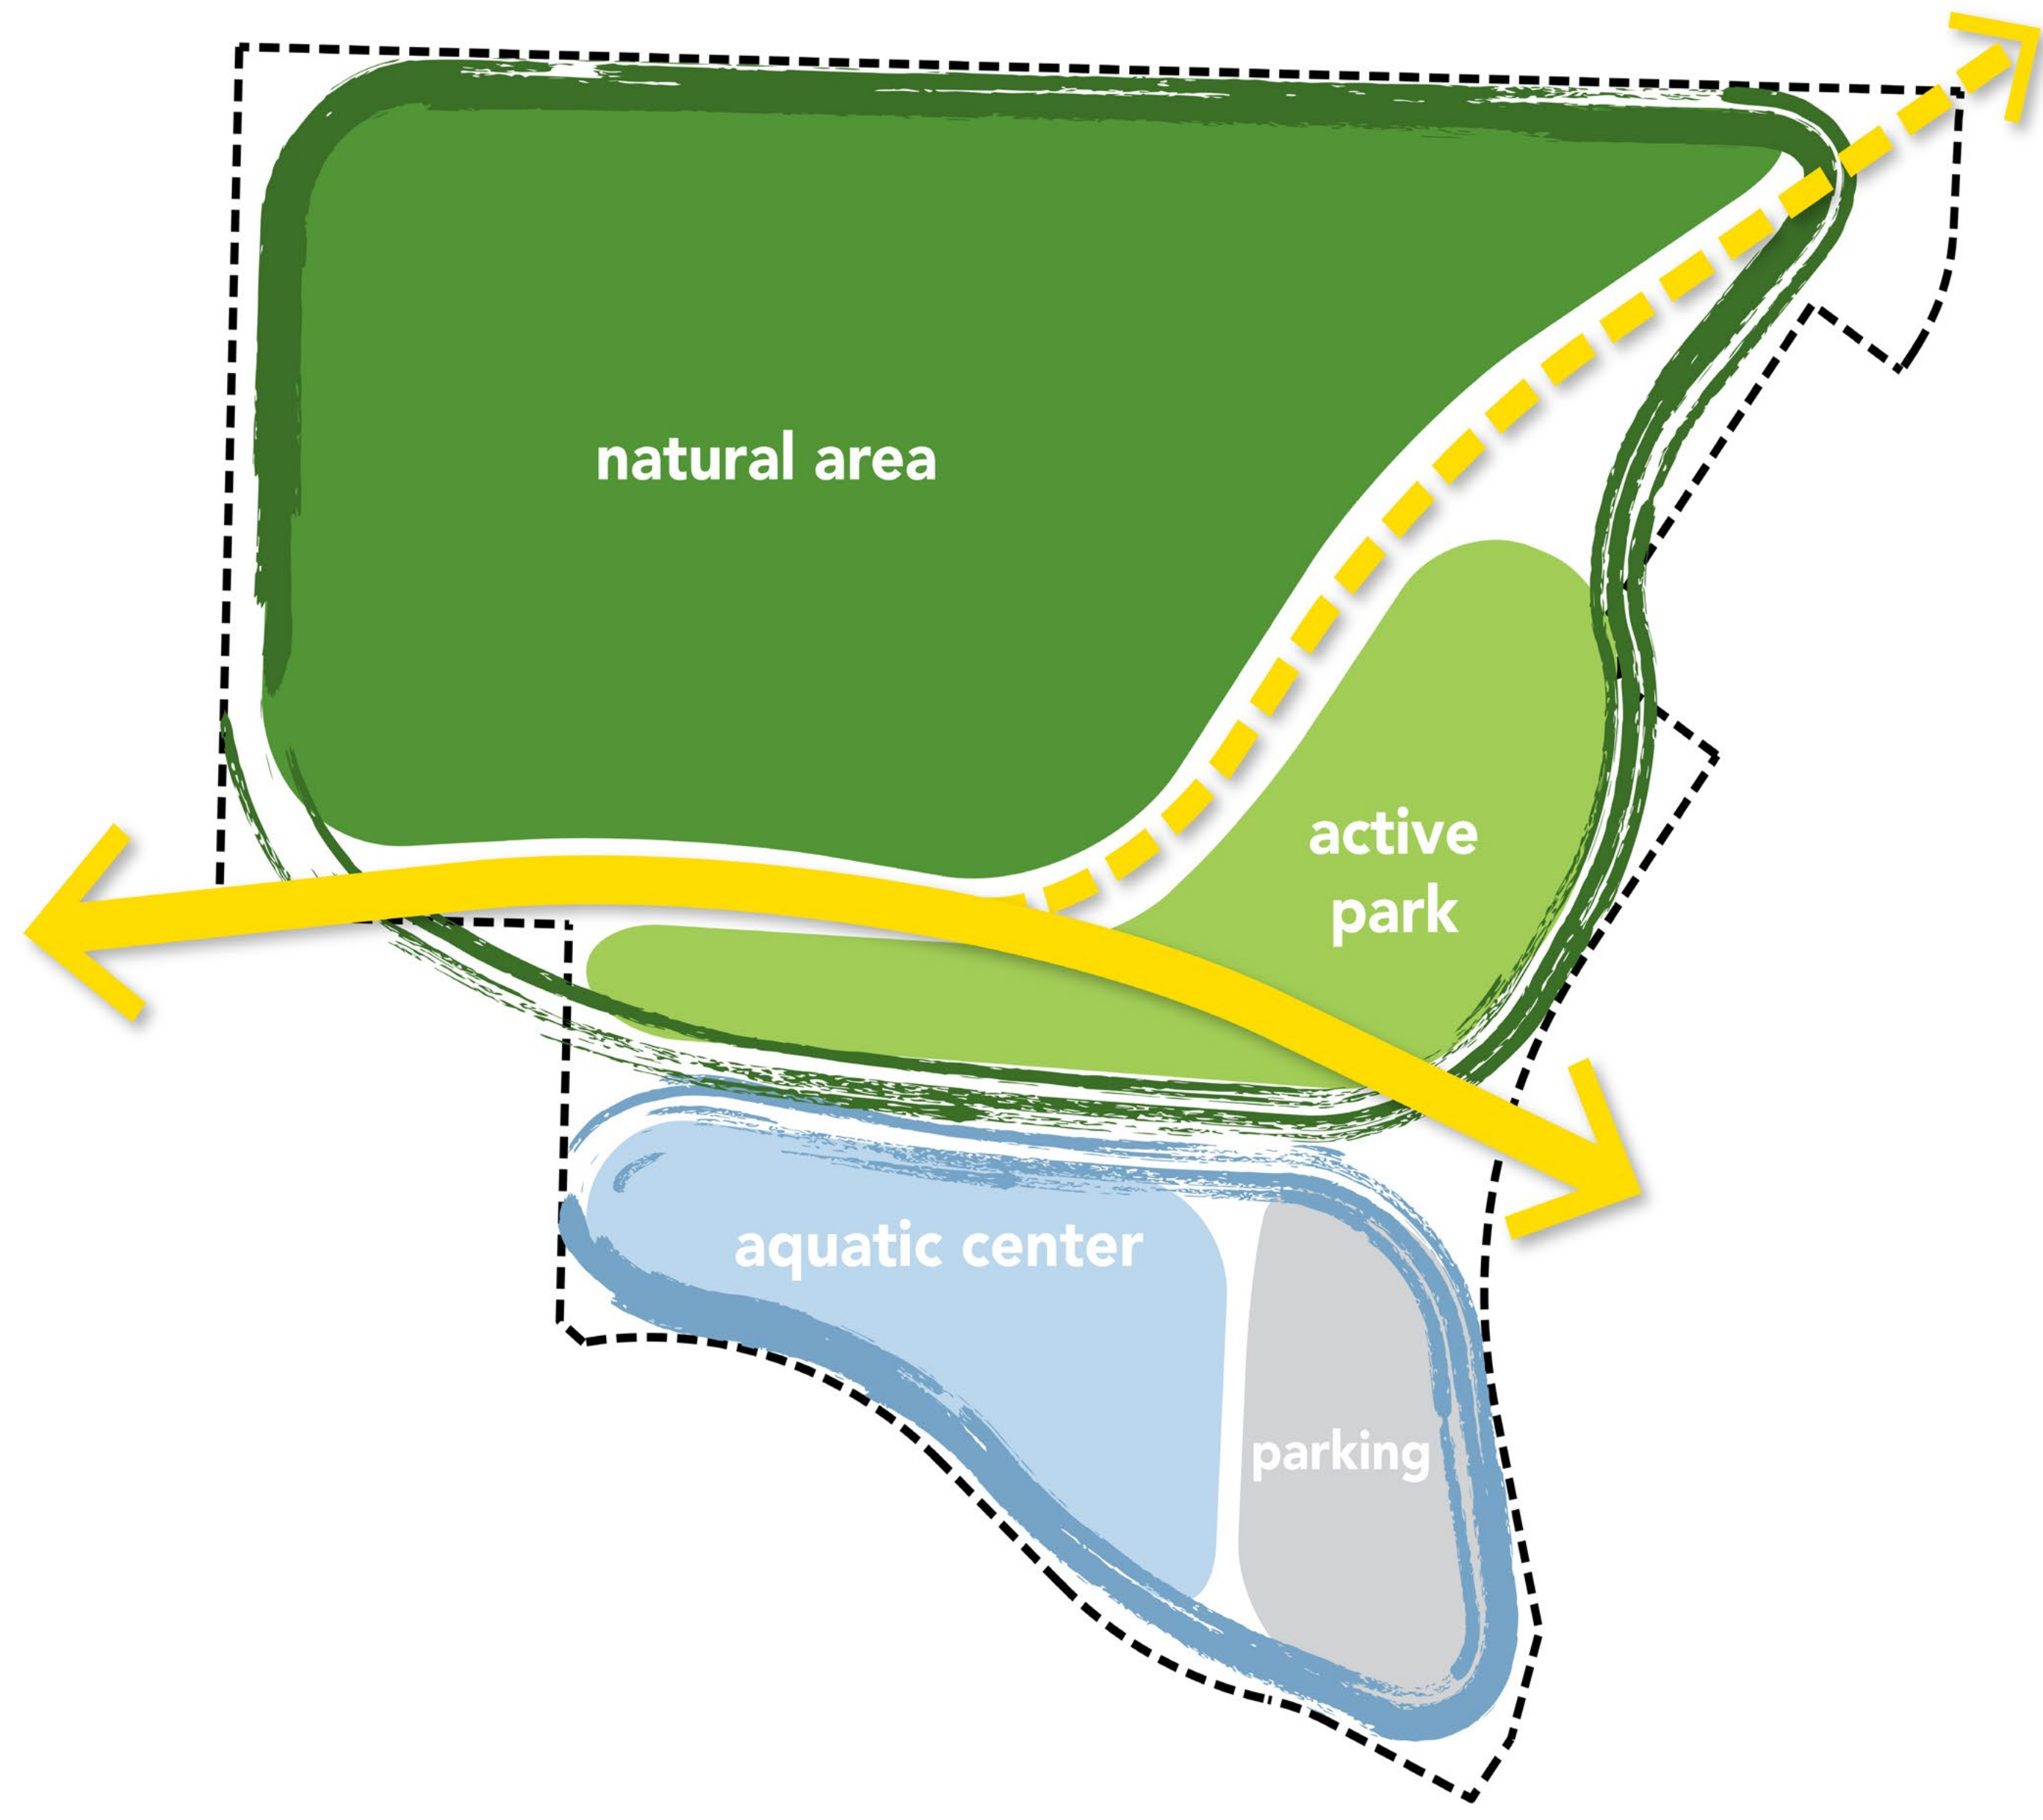 natural area
active
park
aquatic center
parking